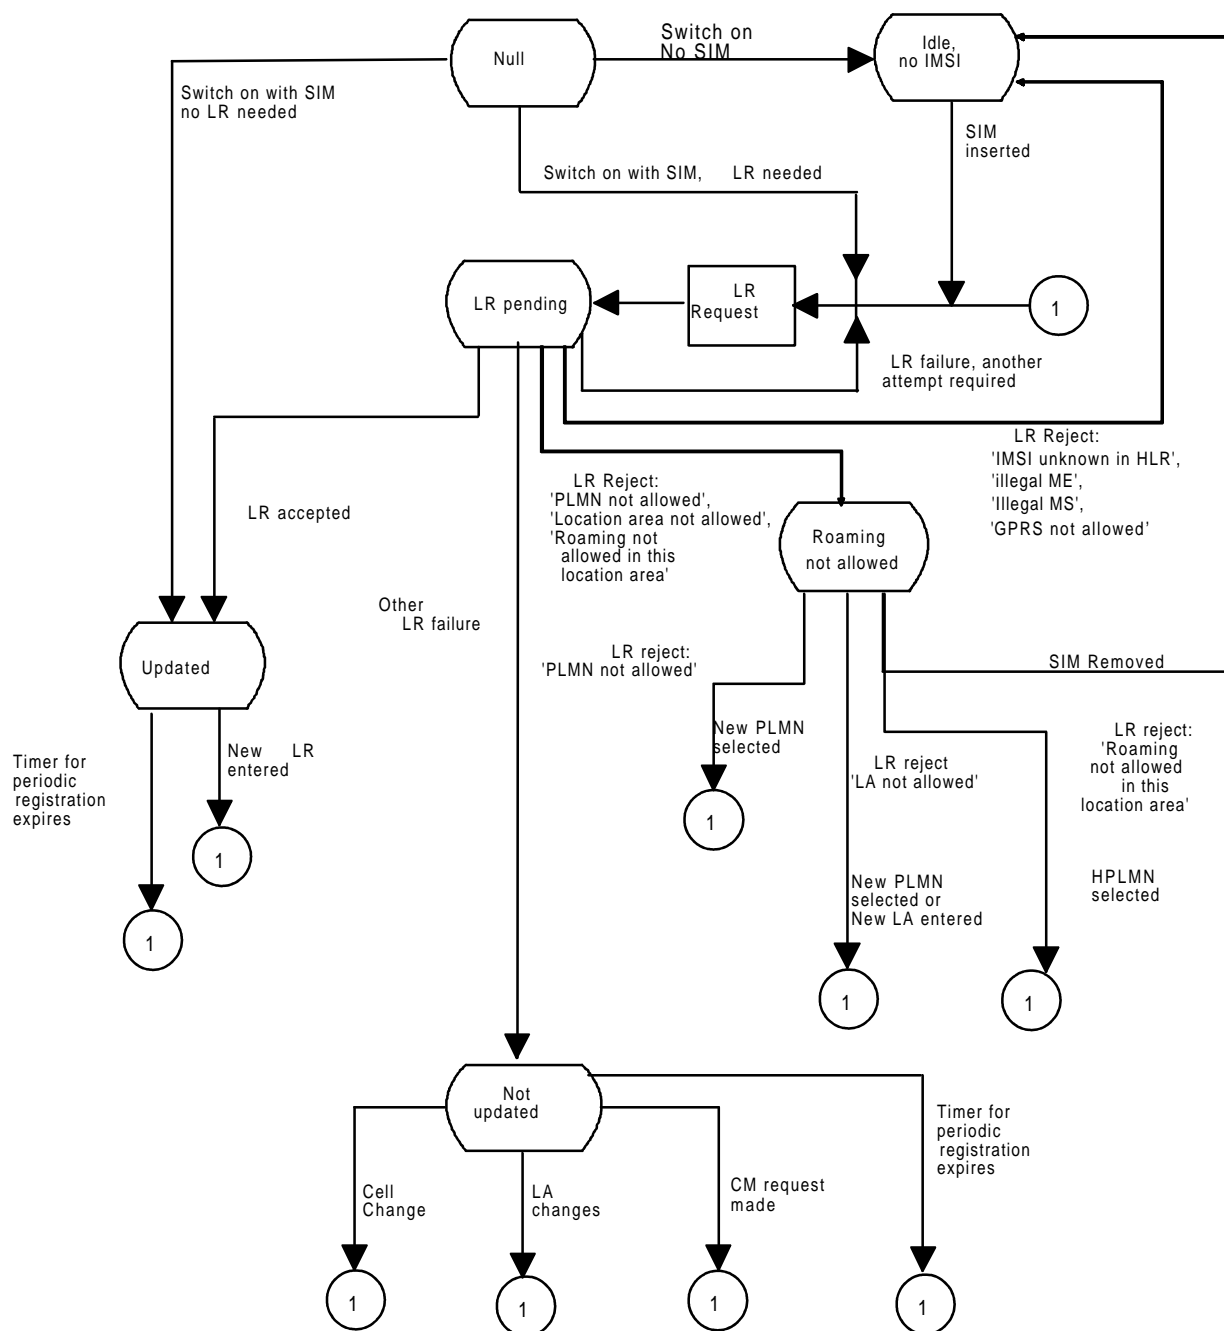 Null
Switch on
No SIM
Idle,
no IMSI
Switch on with SIM
no LR needed
SIM
inserted
Switch on with SIM, LR needed
LR pending
LR
Request
1
LR failure, another
attempt required
LR Reject:
'IMSI unknown in HLR',
'illegal ME',
'Illegal MS',
'GPRS not allowed'
LR Reject:
'PLMN not allowed',
'Location area not allowed',
'Roaming not
allowed in this
location area'
LR accepted
Roaming
not allowed
Other
LR failure
LR reject:
'PLMN not allowed'
SIM Removed
Updated
New PLMN
selected
LR reject
'LA not allowed'
LR reject:
'Roaming
not allowed
in this
location area'
Timer for
periodic
registration
expires
New LR
entered
1
1
1
New PLMN
selected or
New LA entered
HPLMN
selected
1
1
Not
updated
Timer for
periodic
registration
expires
Cell
Change
LA
changes
CM request
made
1
1
1
1